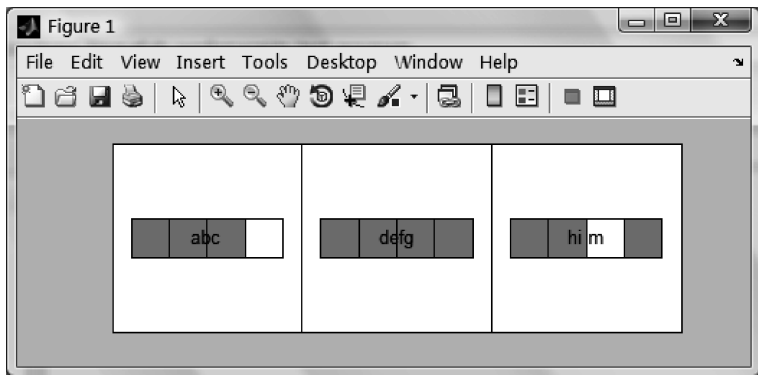 Figure 1
File Edit View Insert Tools Desktop Window Help
abc defg hi m